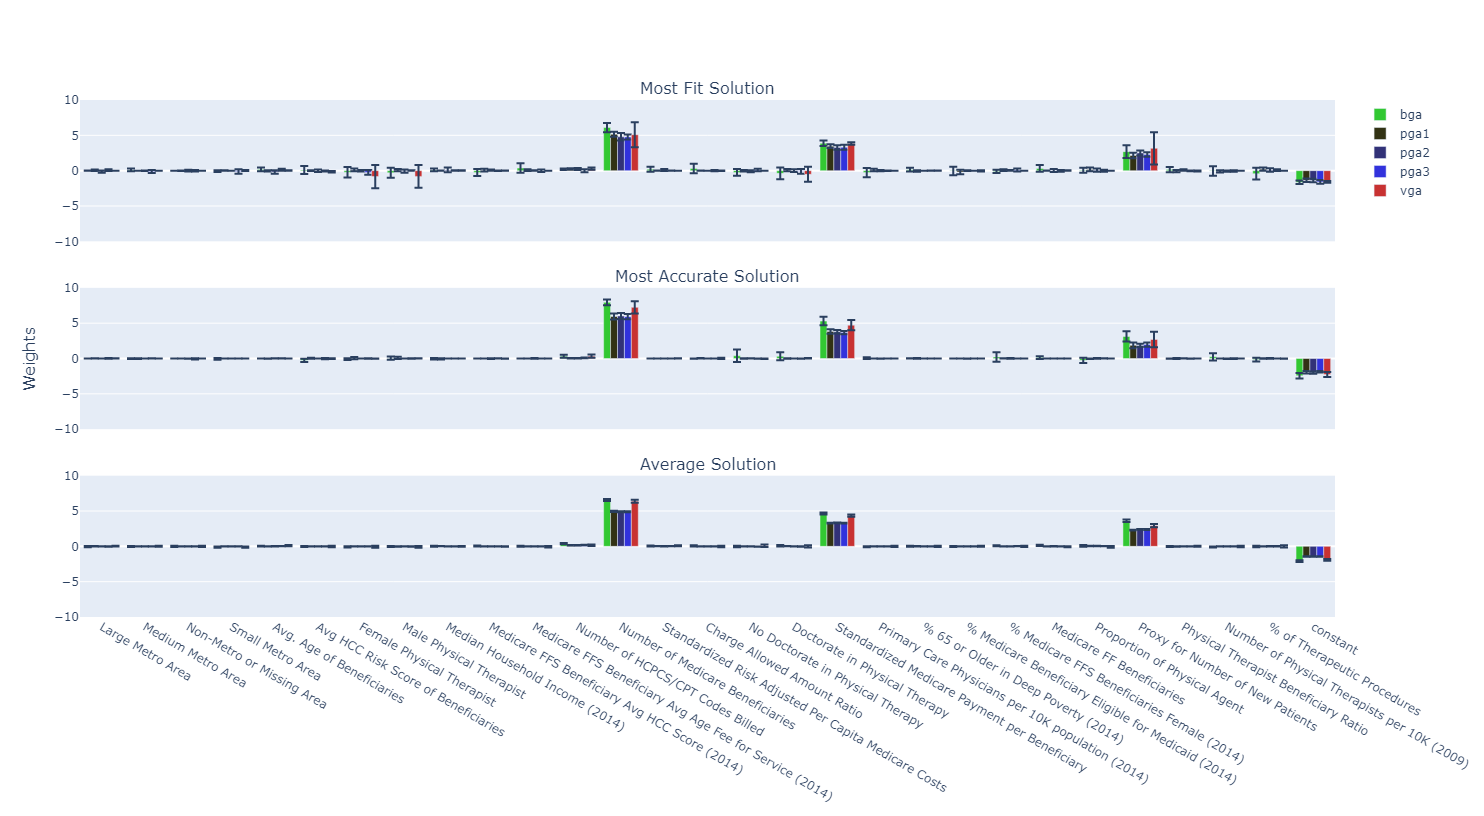 Most Fit Solution
10
5
0
−5
−10
bga
pga1
pga2
pga3
vga
Most Accurate Solution
10
5
0
−5
−10
Weights
Average Solution
10
5
0
−5
−10
Large Metro Area
Medium Metro Area
Non-Metro or Missing Area
Small Metro Area
Avg. Age of Beneficiaries
Avg HCC Risk Score of Beneficiaries
Female Physical Therapist
Male Physical Therapist
Median Household Income (2014)
Medicare FFS Beneficiary Avg HCC Score (2014)
Medicare FFS Beneficiary Avg Age Fee for Service (2014)
Number of HCPCS/CPT Codes Billed
Number of Medicare Beneficiaries
Standardized Risk Adjusted Per Capita Medicare Costs
Charge Allowed Amount Ratio
No Doctorate in Physical Therapy
Doctorate in Physical Therapy
Standardized Medicare Payment per Beneficiary
Primary Care Physicians per 10K population (2014)
% 65 or Older in Deep Poverty (2014)
% Medicare Beneficiary Eligible for Medicaid (2014)
% Medicare FFS Beneficiaries Female (2014)
Medicare FF Beneficiaries
Proportion of Physical Agent
Proxy for Number of New Patients
Physical Therapist Beneficiary Ratio
Number of Physical Therapists per 10K (2009)
% of Therapeutic Procedures
constant